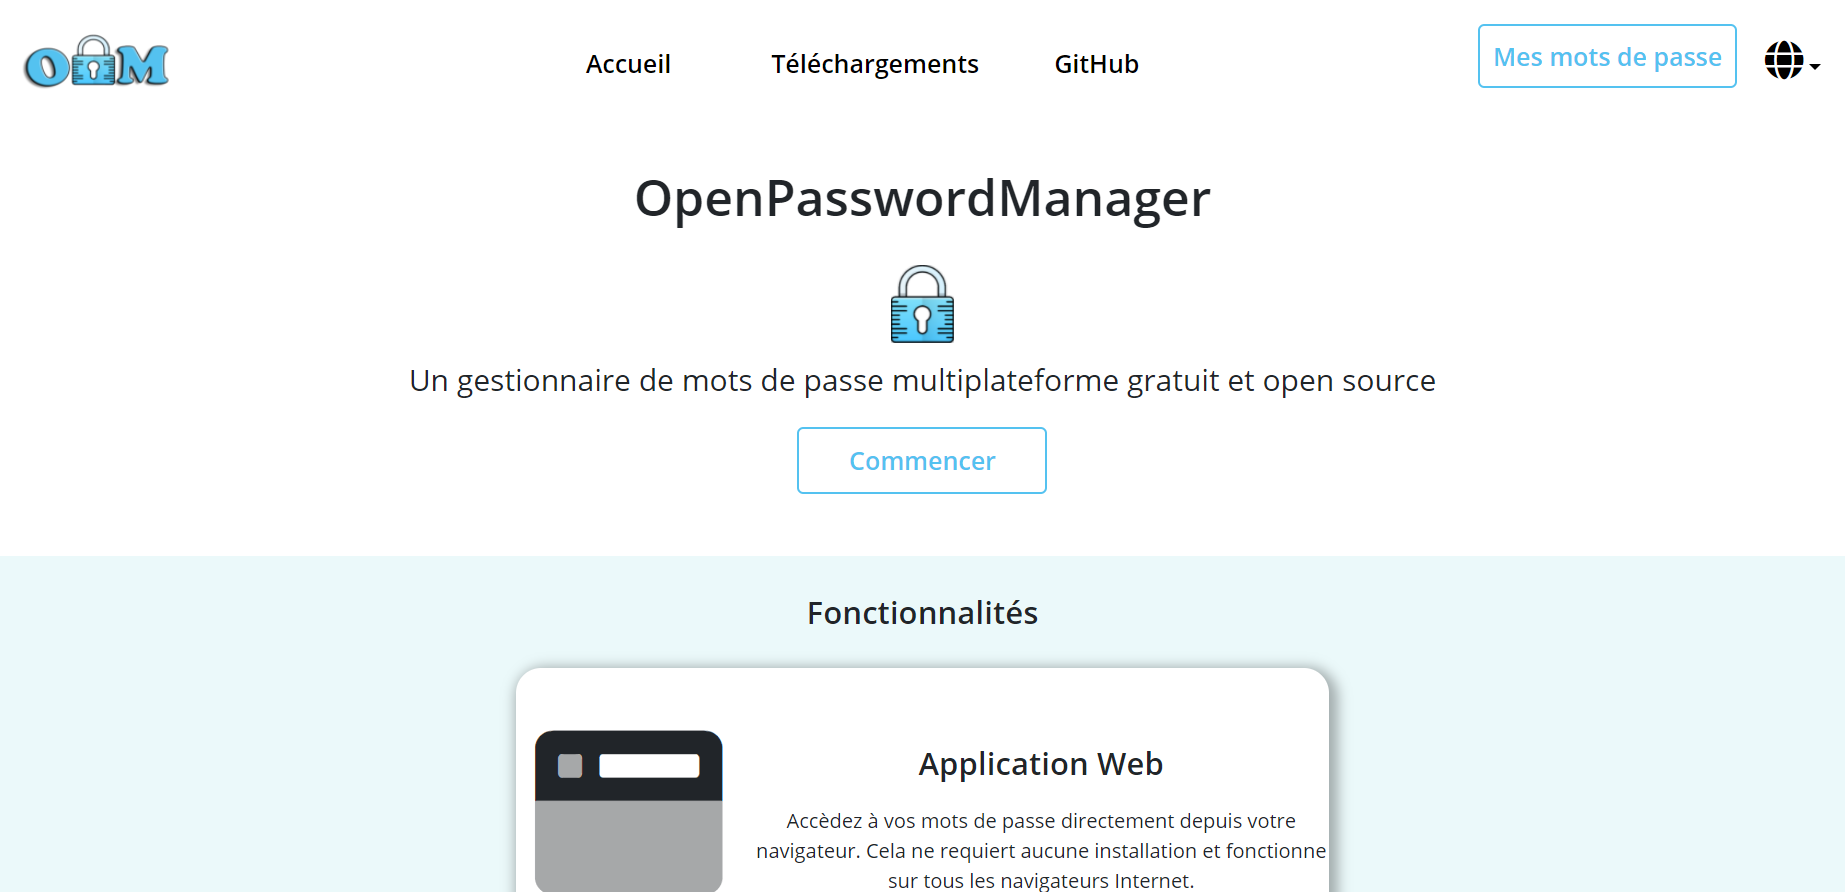 OPM
Accueil
Téléchargements
GitHub
Mes mots de passe
OpenPasswordManager
Un gestionnaire de mots de passe multiplateforme gratuit et open source
Commencer
Fonctionnalités
Application Web
Accèdez à vos mots de passe directement depuis votre
navigateur. Cela ne requiert aucune installation et fonctionne
sur tous les navigateurs Internet.